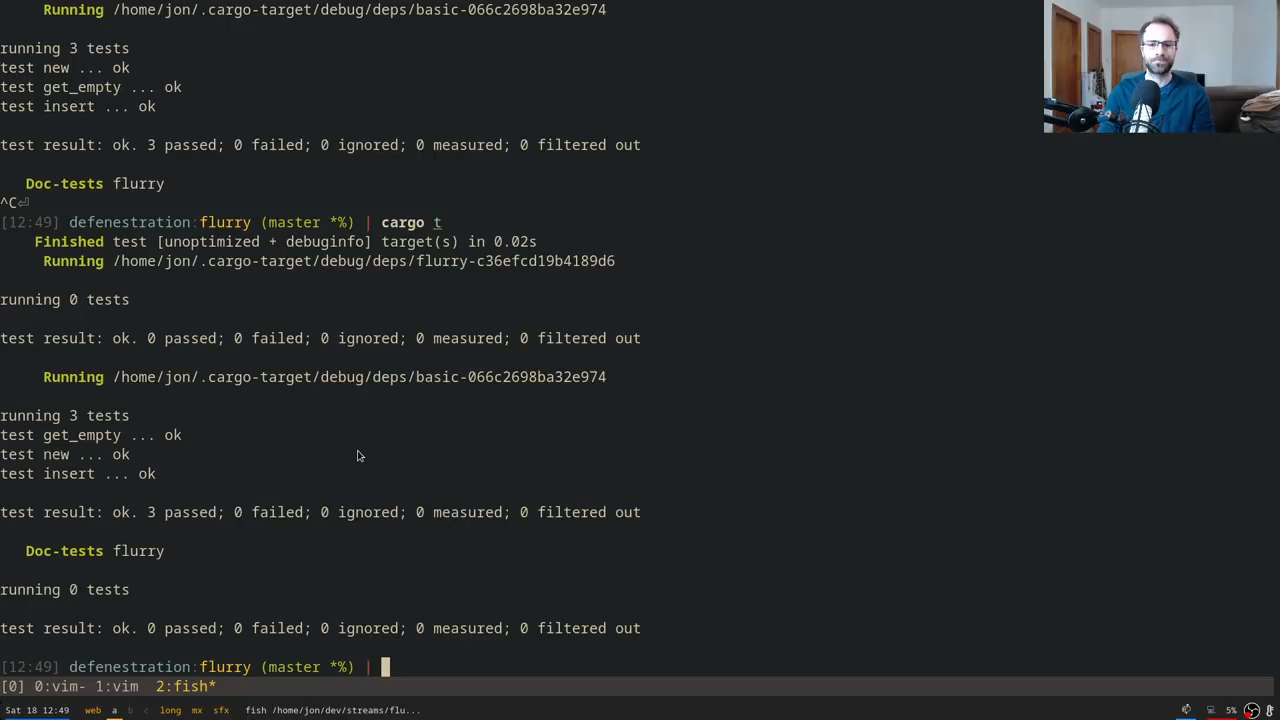 Running /home/jon/.cargo-target/debug/deps/basic-066c2698ba32e974
running 3 tests
test new ... ok
test get_empty ... ok
test insert ... ok
test result: ok. 3 passed; 0 failed; 0 ignored; 0 measured; 0 filtered out
Doc-tests flurry
^C⏎
[12:49] defenestration:flurry (master *%) | cargo t
Finished test [unoptimized + debuginfo] target(s) in 0.02s
Running /home/jon/.cargo-target/debug/deps/flurry-c36efcd19b4189d6
running 0 tests
test result: ok. 0 passed; 0 failed; 0 ignored; 0 measured; 0 filtered out
Running /home/jon/.cargo-target/debug/deps/basic-066c2698ba32e974
running 3 tests
test get_empty ... ok
test new ... ok
test insert ... ok
test result: ok. 3 passed; 0 failed; 0 ignored; 0 measured; 0 filtered out
Doc-tests flurry
running 0 tests
test result: ok. 0 passed; 0 failed; 0 ignored; 0 measured; 0 filtered out
[12:49] defenestration:flurry (master *%) |
[0] 0:vim- 1:vim 2:fish*
Sat 18 12:49 web a b c long mx sfx fish /home/jon/dev/streams/flu... 5%